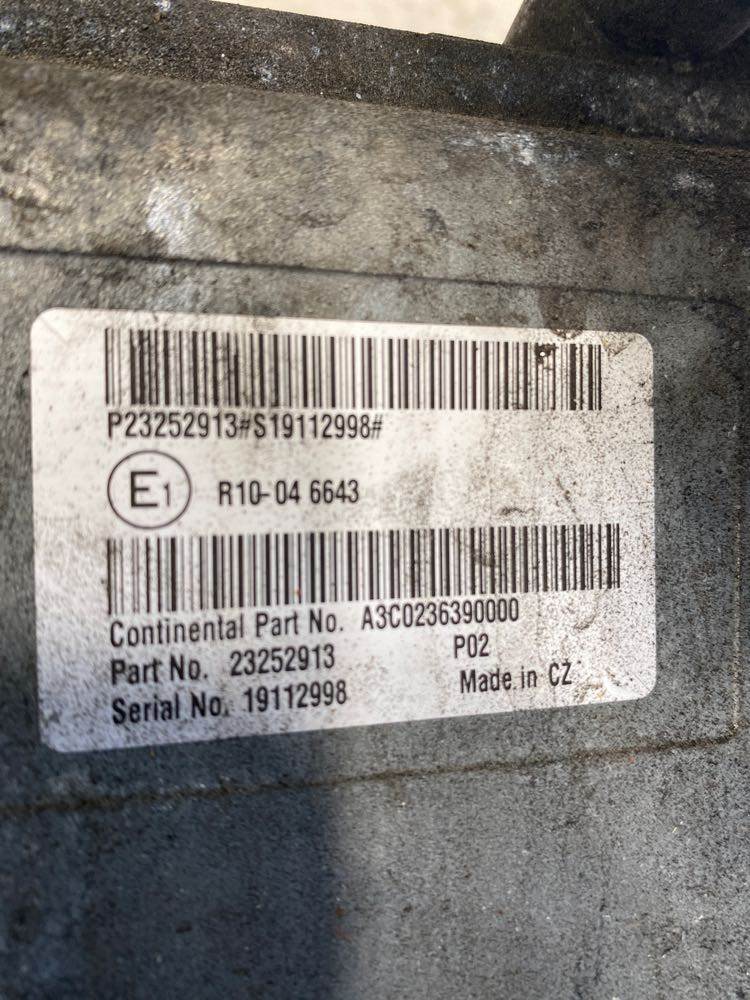 P23252913#S19112998#
E1 R10-04 6643
Continental Part No. A3C0236390000
Part No. 23252913 P02
Serial No. 19112998 Made in CZ